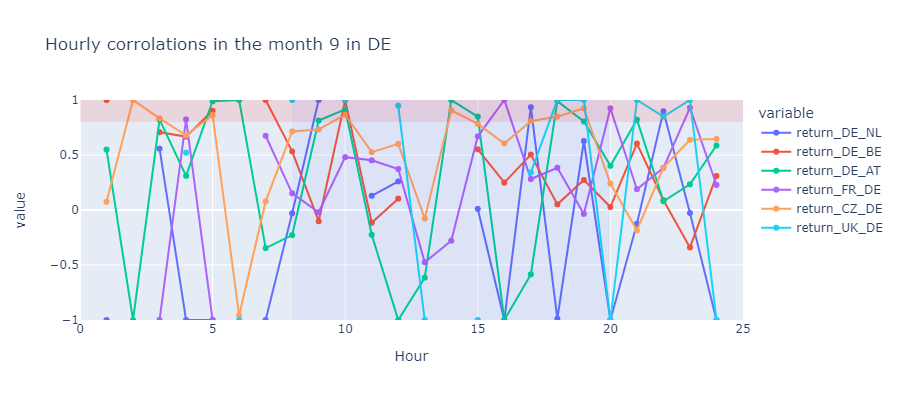 Hourly corrolations in the month 9 in DE
value
1
0.5
0
−0.5
−1
0
5
10
15
20
25
Hour
variable
return_DE_NL
return_DE_BE
return_DE_AT
return_FR_DE
return_CZ_DE
return_UK_DE